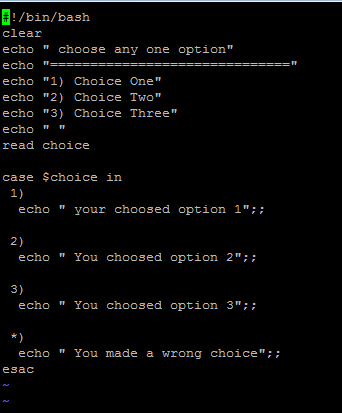 #!/bin/bash
clear
echo " choose any one option"
echo "=============================="
echo "1) Choice One"
echo "2) Choice Two"
echo "3) Choice Three"
echo " "
read choice

case $choice in
 1)
  echo " your choosed option 1";;

 2)
  echo " You choosed option 2";;

 3)
  echo " You choosed option 3";;

 *)
  echo " You made a wrong choice";;
esac
~
~